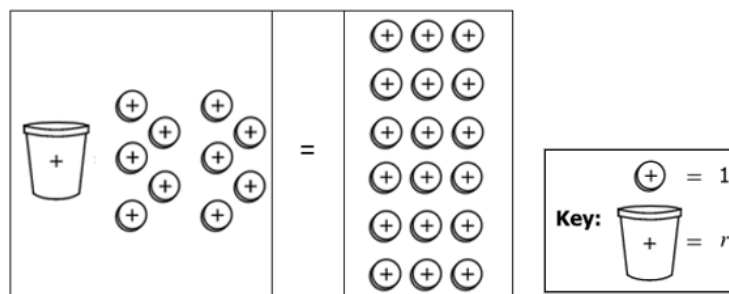 + + + + + +
+ + + +
+ + + + + + +
=
+ + + + = 1
+ + + + + Key:
+ = r
+ + + + +
+ + +